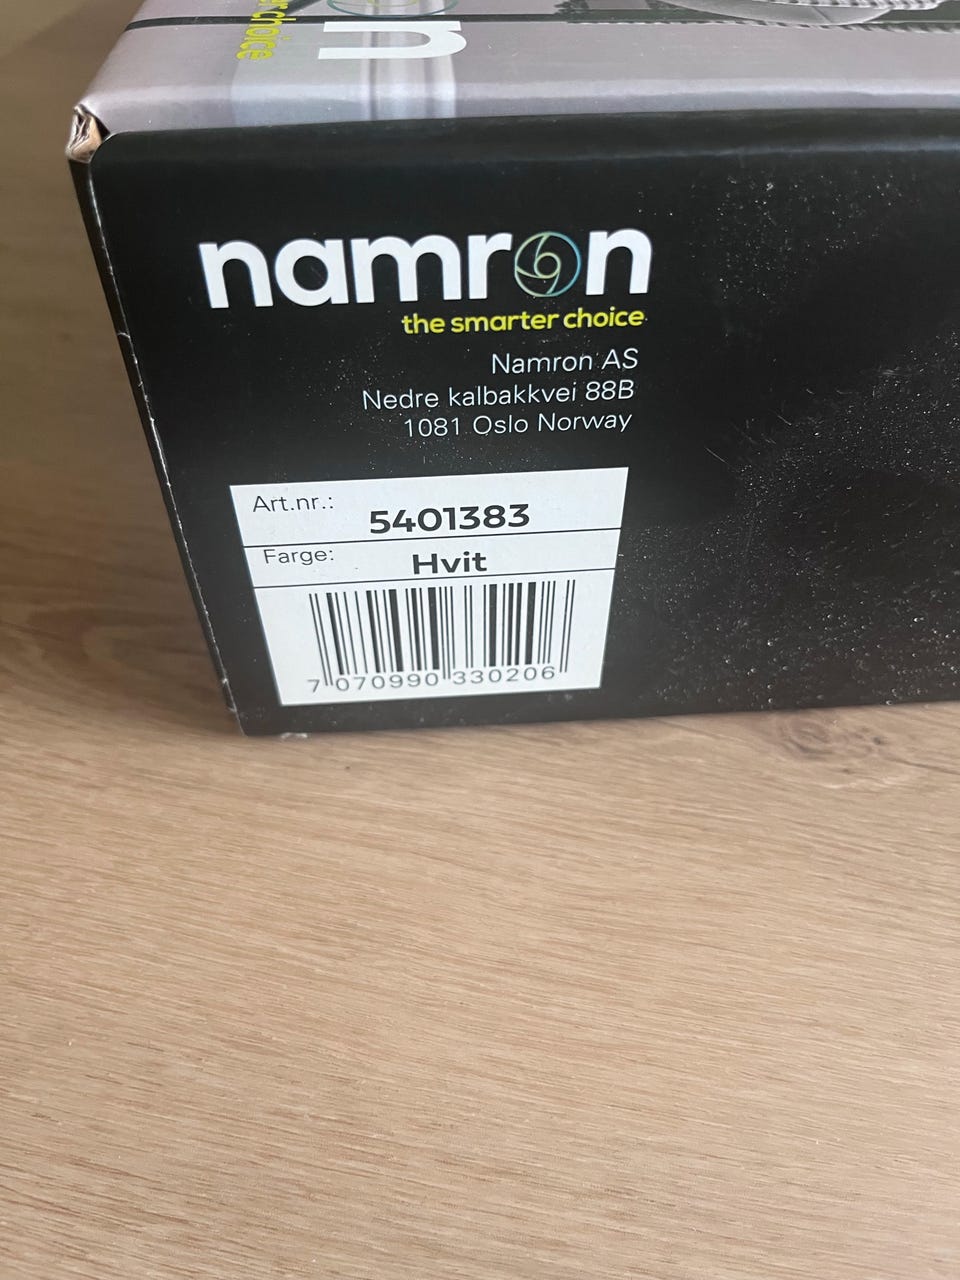 choice
n
namron
the smarter choice
Namron AS
Nedre kalbakkvei 88B
1081 Oslo Norway
Art.nr.: 5401383
Farge: Hvit
7 070990 330206